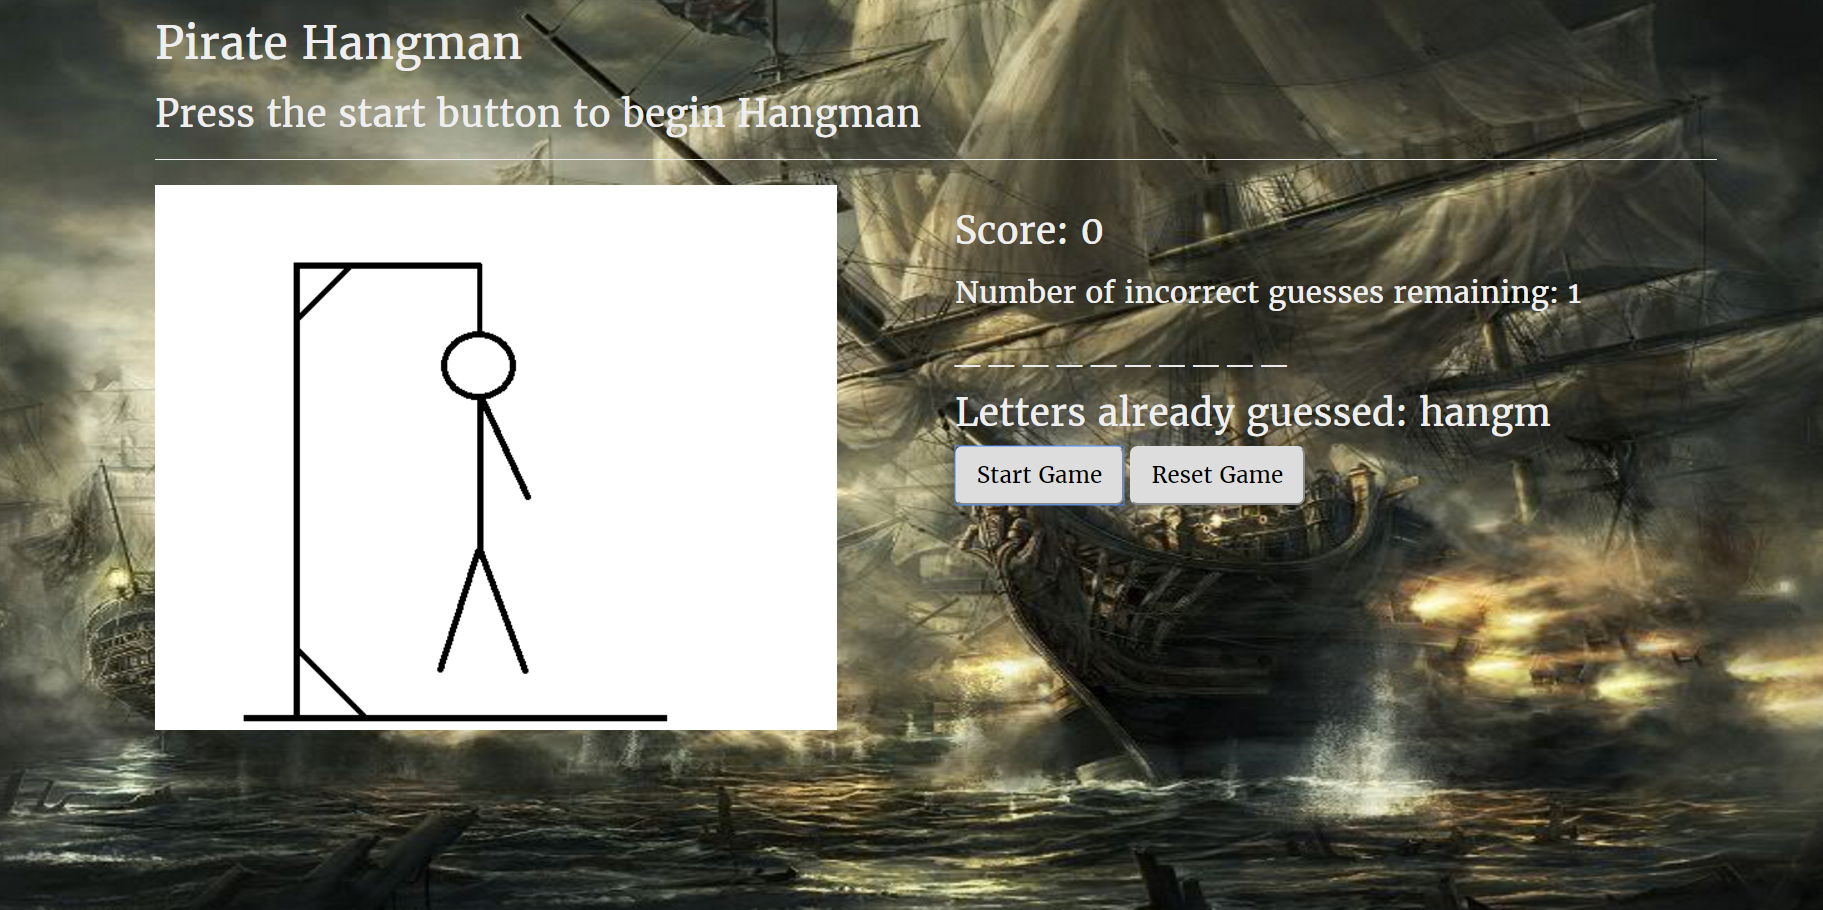 Pirate Hangman
Press the start button to begin Hangman
Score: 0
Number of incorrect guesses remaining: 1
_ _ _ _ _ _ _ _ _ _
Letters already guessed: hangm
Start Game
Reset Game